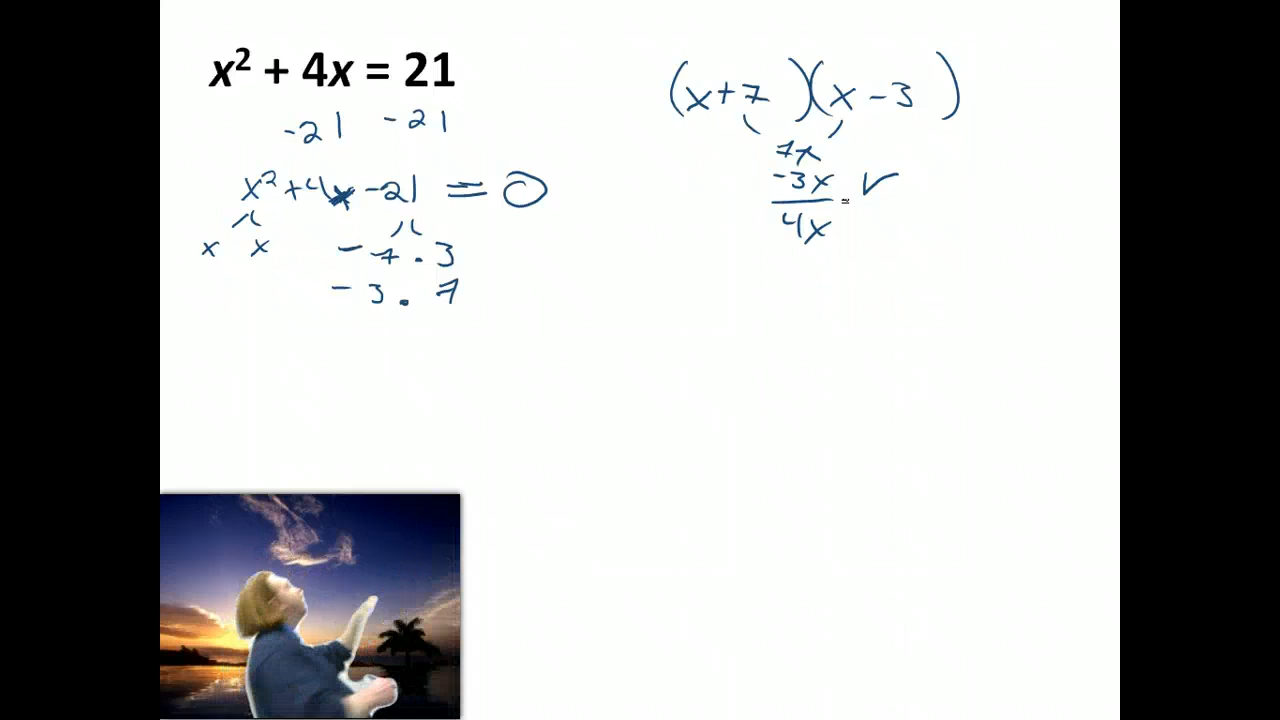 x² + 4x = 21
-21 -21
x² + 4x - 21 = 0
x x
-7 · 3
-3 · 7
(x + 7)(x - 3)
7x
-3x ✓
4x